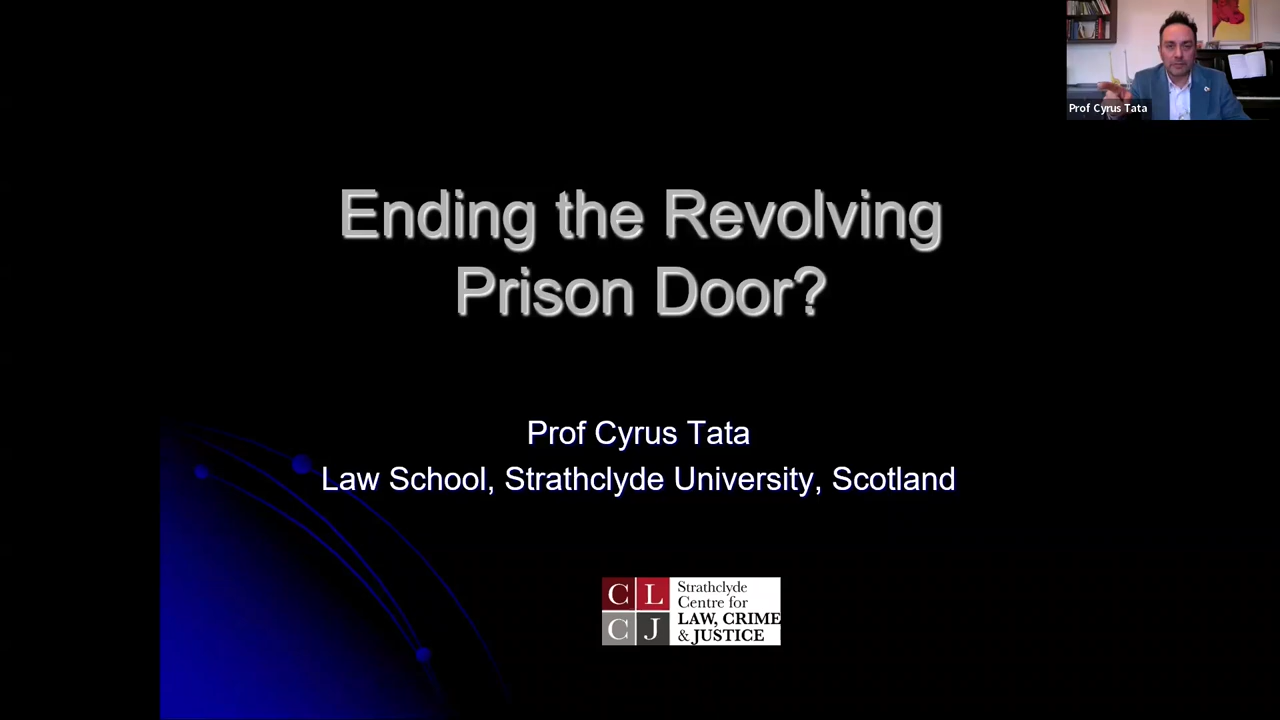 Prof Cyrus Tata
Ending the Revolving
Prison Door?
Prof Cyrus Tata
Law School, Strathclyde University, Scotland
C L
C J
Strathclyde
Centre for
LAW, CRIME
& JUSTICE